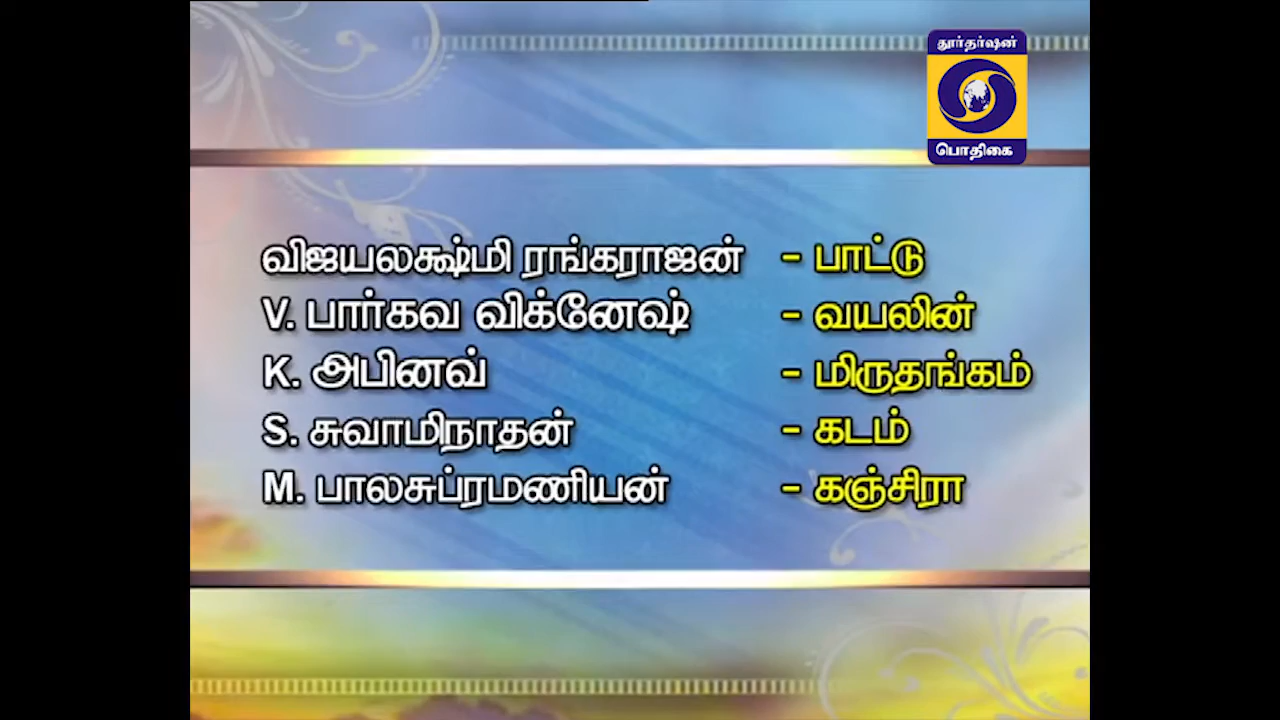 தூர்தர்ஷன்
பொதிகை
விஜயலக்ஷ்மி ரங்கராஜன் - பாட்டு
V. பார்கவ விக்னேஷ் - வயலின்
K. அபினவ் - மிருதங்கம்
S. சுவாமிநாதன் - கடம்
M. பாலசுப்ரமணியன் - கஞ்சிரா